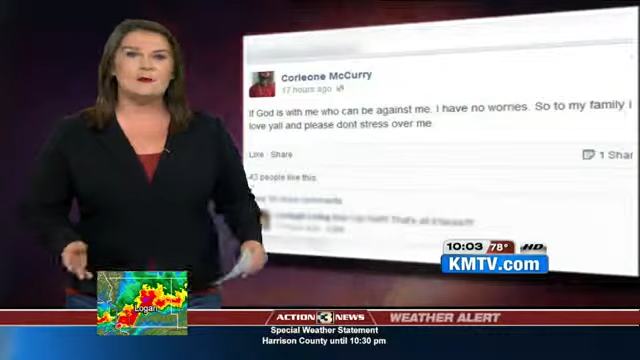 Corleone McCurry
17 hours ago
If God is with me who can be against me. I have no worries. So to my family i
love yall and please dont stress over me
Like · Share
1 Shar
43 people like this.
10:03 78° HD
KMTV.com
Logan
ACTION 3 NEWS WEATHER ALERT
Special Weather Statement
Harrison County until 10:30 pm